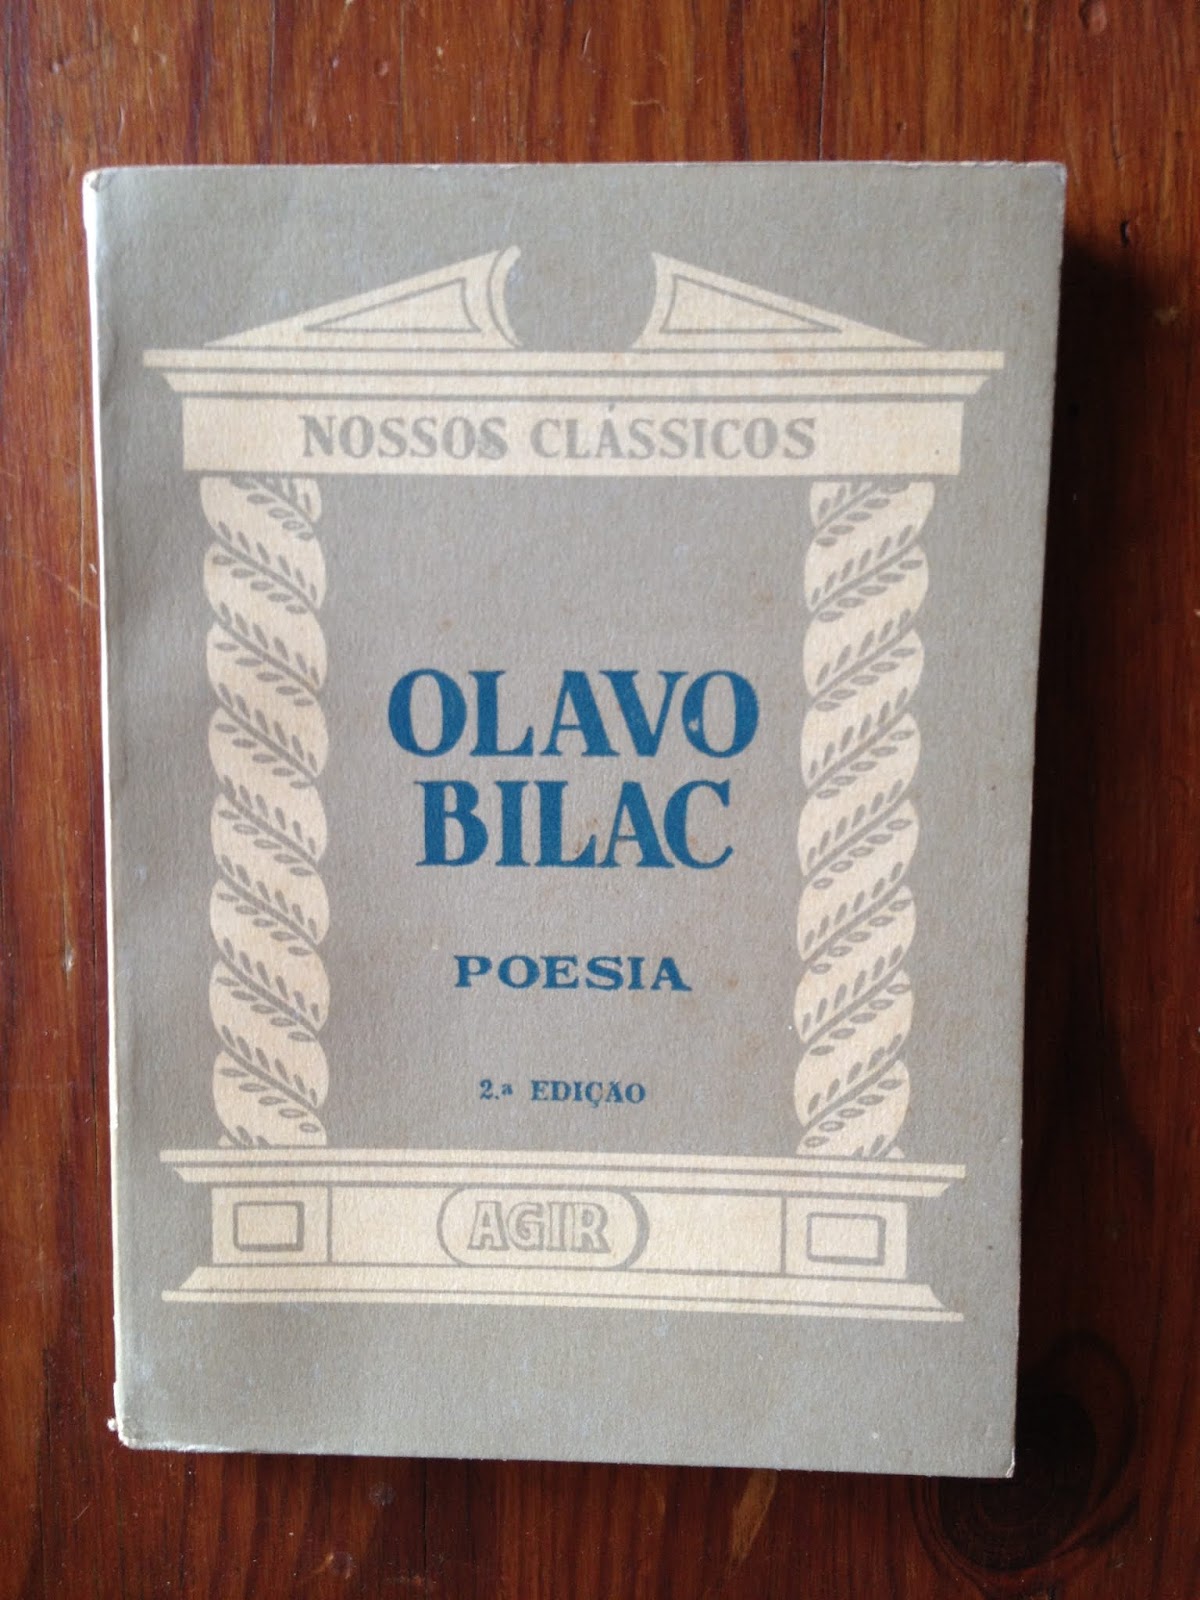 NOSSOS CLÁSSICOS
OLAVO
BILAC
POESIA
2.ª EDIÇÃO
AGIR